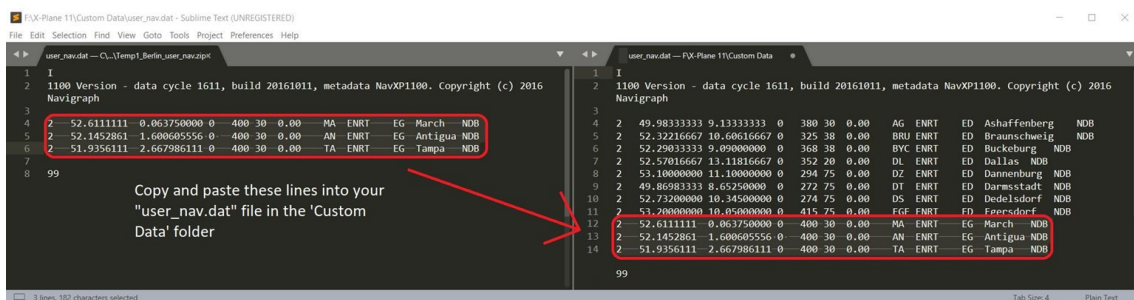 F:\X-Plane 11\Custom Data\user_nav.dat - Sublime Text (UNREGISTERED)
File Edit Selection Find View Goto Tools Project Preferences Help
user_nav.dat — C\...\Temp1_Berlin_user_nav.zip
1 I
2 1100 Version - data cycle 1611, build 20161011, metadata NavXP1100. Copyright (c) 2016
Navigraph
3
4 2 52.6111111 0.063750000 0 400 30 0.00 MA ENRT EG March NDB
5 2 52.1452861 1.600605556 0 400 30 0.00 AN ENRT EG Antigua NDB
6 2 51.9356111 2.667986111 0 400 30 0.00 TA ENRT EG Tampa NDB
7
8 99
Copy and paste these lines into your
"user_nav.dat" file in the 'Custom
Data' folder
user_nav.dat — F\X-Plane 11\Custom Data
1 I
2 1100 Version - data cycle 1611, build 20161011, metadata NavXP1100. Copyright (c) 2016
Navigraph
3
4 2 49.98333333 9.13333333 0 380 30 0.00 AG ENRT ED Ashaffenberg NDB
5 2 52.32216667 10.60616667 0 325 38 0.00 BRU ENRT ED Braunschweig NDB
6 2 52.29033333 9.09000000 0 368 38 0.00 BYC ENRT ED Buckeburg NDB
7 2 52.57016667 13.11816667 0 352 20 0.00 DL ENRT ED Dallas NDB
8 2 53.10000000 11.10000000 0 294 75 0.00 DZ ENRT ED Dannenburg NDB
9 2 49.86983333 8.65250000 0 272 75 0.00 DT ENRT ED Darmsstadt NDB
10 2 52.73200000 10.34500000 0 274 75 0.00 DS ENRT ED Dedelsdorf NDB
11 2 53.20000000 10.05000000 0 415 75 0.00 EGE ENRT ED Egersdorf NDB
12 2 52.6111111 0.063750000 0 400 30 0.00 MA ENRT EG March NDB
13 2 52.1452861 1.600605556 0 400 30 0.00 AN ENRT EG Antigua NDB
14 2 51.9356111 2.667986111 0 400 30 0.00 TA ENRT EG Tampa NDB
99
3 lines, 182 characters selected
Tab Size: 4 Plain Text